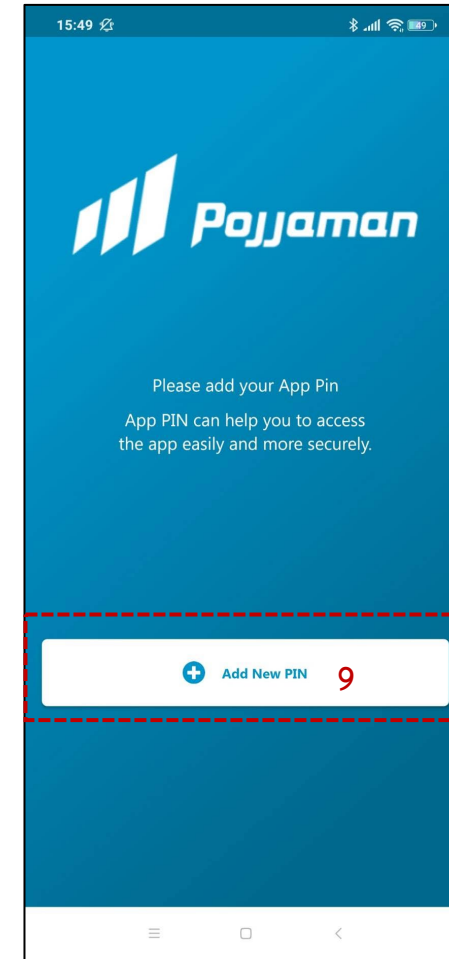 15:49
49
Pojjaman
Please add your App Pin
App PIN can help you to access
the app easily and more securely.
Add New PIN 9